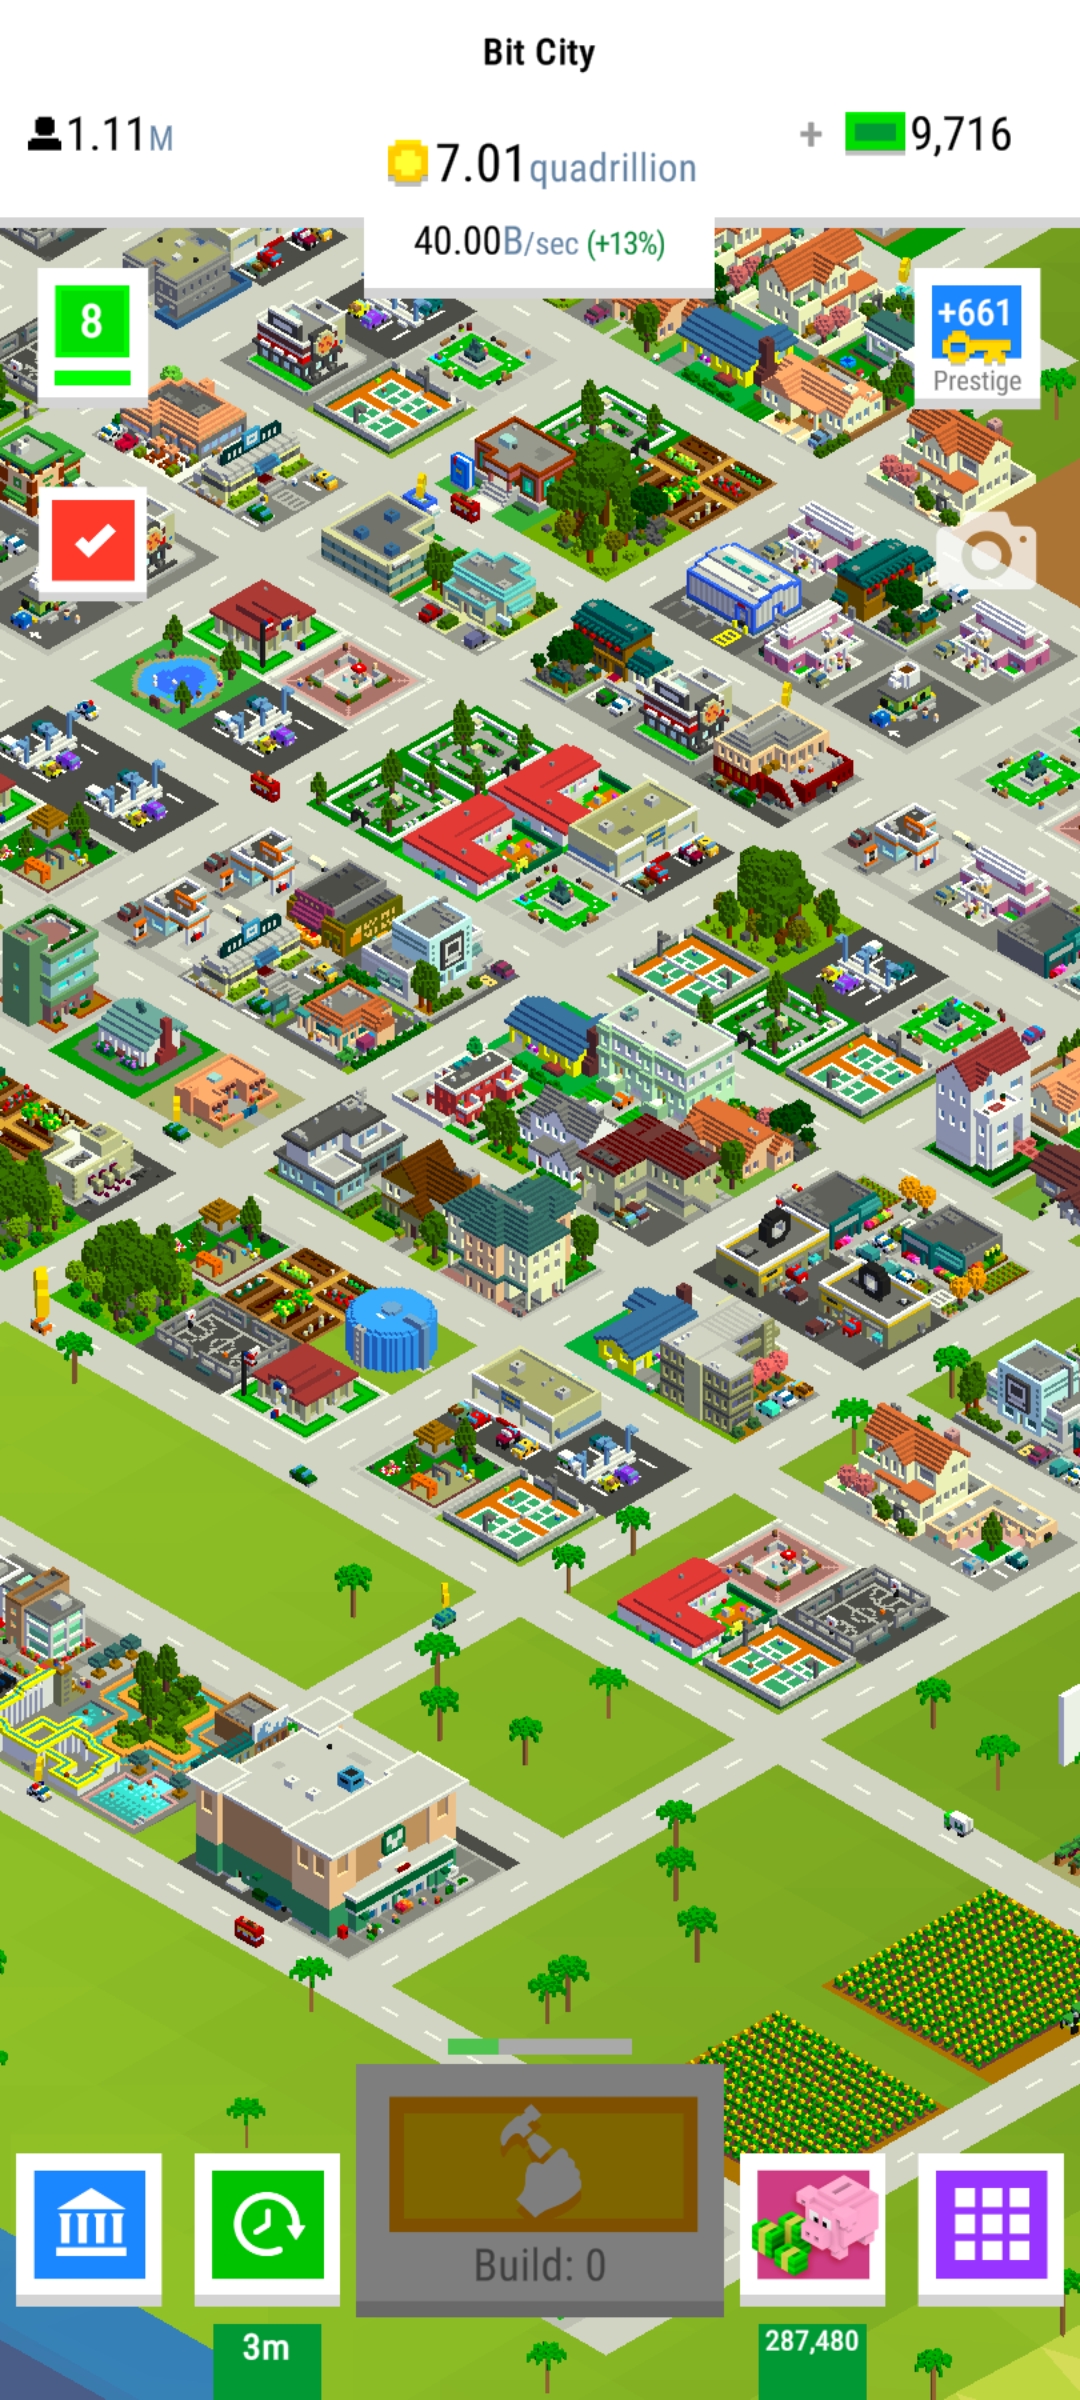 Bit City
1.11M
7.01quadrillion
+ 9,716
40.00B/sec (+13%)
8
+661
Prestige
Build: 0
3m
287,480